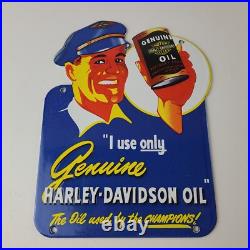 GENUINE
OIL
"I use only
Genuine
HARLEY-DAVIDSON OIL"
The Oil used by the CHAMPIONS!